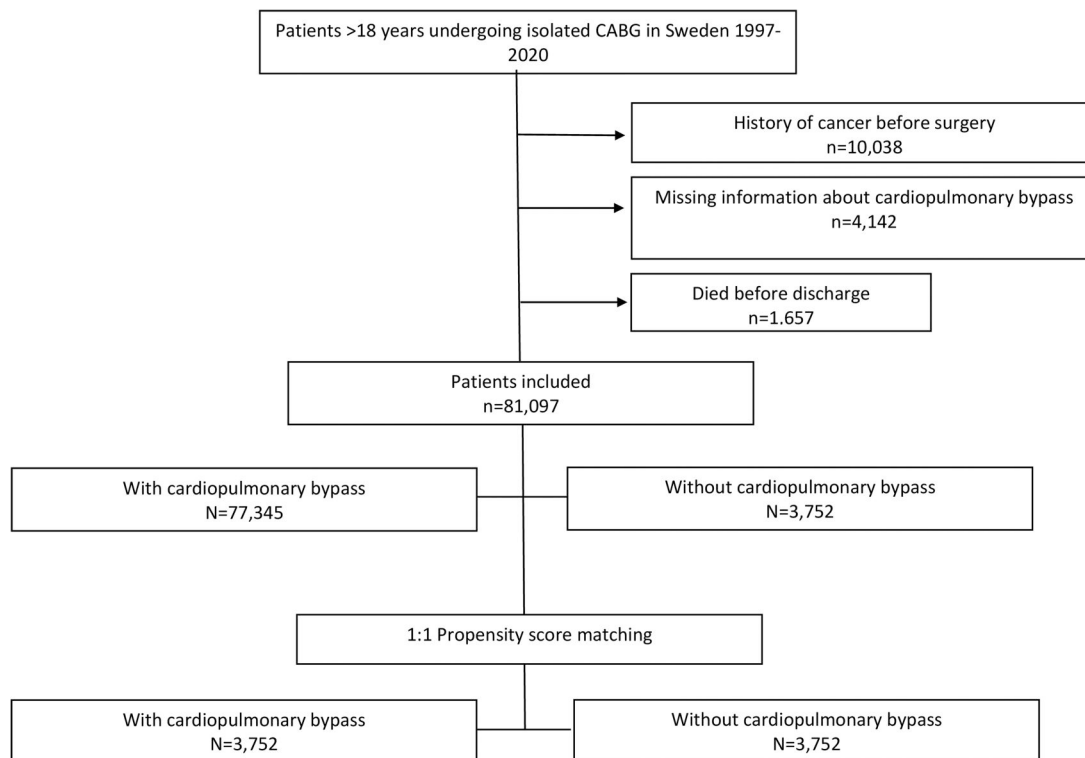 Patients >18 years undergoing isolated CABG in Sweden 1997-
2020
History of cancer before surgery
n=10,038
Missing information about cardiopulmonary bypass
n=4,142
Died before discharge
n=1.657
Patients included
n=81,097
With cardiopulmonary bypass
N=77,345
Without cardiopulmonary bypass
N=3,752
1:1 Propensity score matching
With cardiopulmonary bypass
N=3,752
Without cardiopulmonary bypass
N=3,752